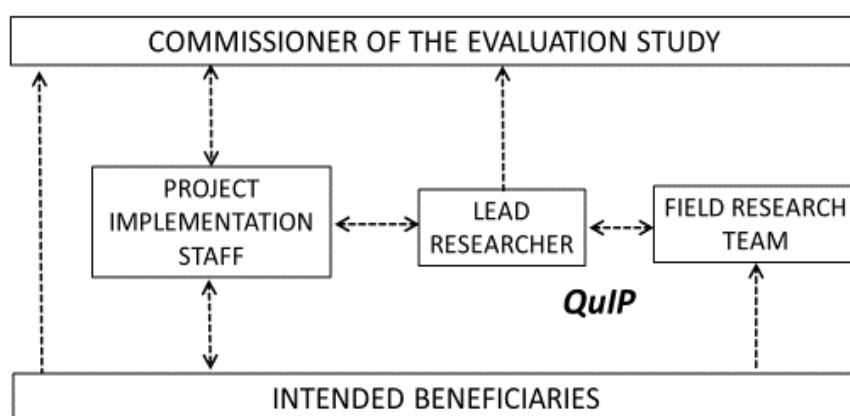 COMMISSIONER OF THE EVALUATION STUDY
PROJECT
IMPLEMENTATION
STAFF
LEAD
RESEARCHER
FIELD RESEARCH
TEAM
QuIP
INTENDED BENEFICIARIES